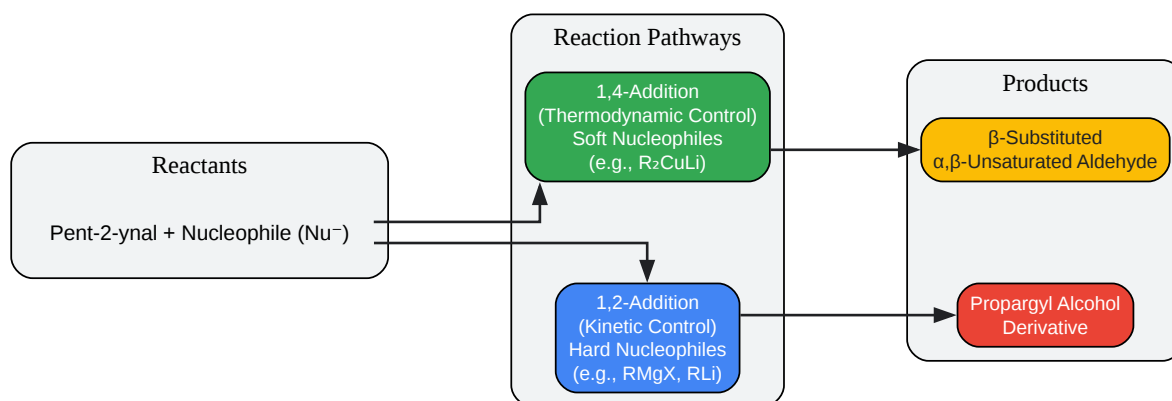 Reactants
Pent-2-ynal + Nucleophile (Nu⁻)
Reaction Pathways
1,4-Addition
(Thermodynamic Control)
Soft Nucleophiles
(e.g., R₂CuLi)
1,2-Addition
(Kinetic Control)
Hard Nucleophiles
(e.g., RMgX, RLi)
Products
β-Substituted
α,β-Unsaturated Aldehyde
Propargyl Alcohol
Derivative